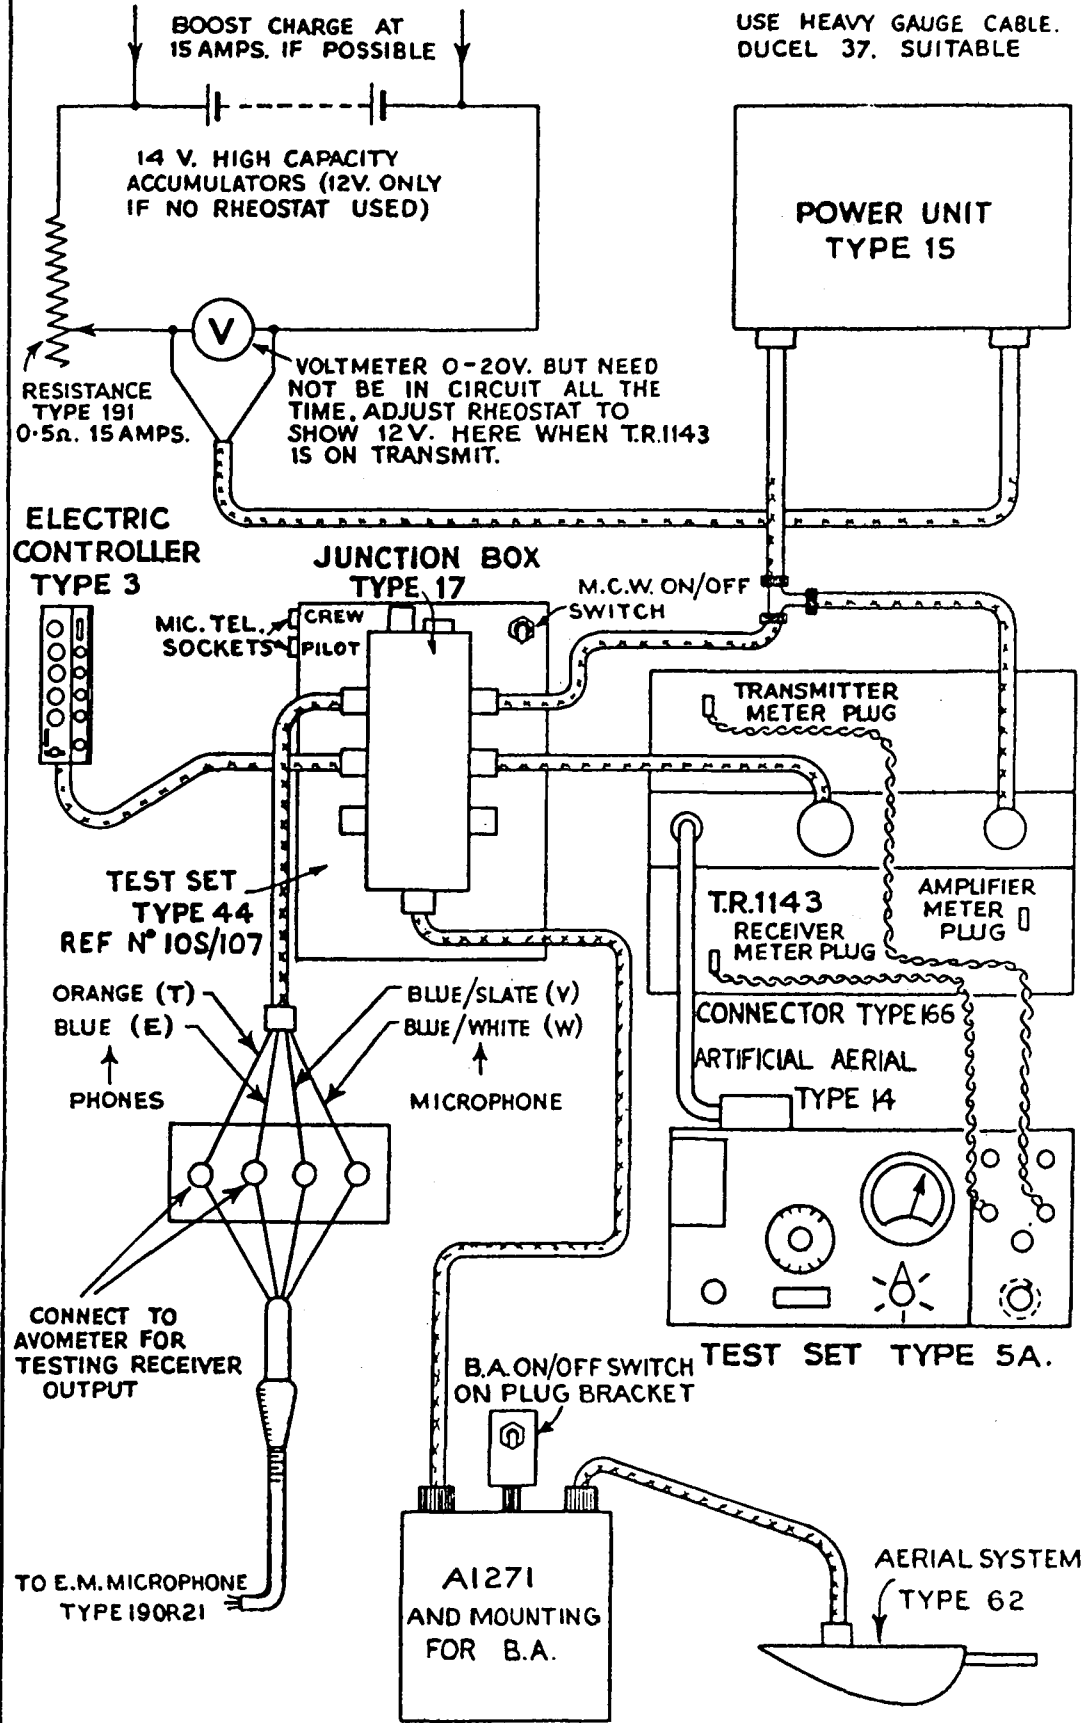 BOOST CHARGE AT
15 AMPS. IF POSSIBLE
USE HEAVY GAUGE CABLE.
DUCEL 37. SUITABLE
14 V. HIGH CAPACITY
ACCUMULATORS (12V. ONLY
IF NO RHEOSTAT USED)
POWER UNIT
TYPE 15
V
VOLTMETER 0-20V. BUT NEED
NOT BE IN CIRCUIT ALL THE
TIME. ADJUST RHEOSTAT TO
SHOW 12V. HERE WHEN T.R.1143
IS ON TRANSMIT.
RESISTANCE
TYPE 191
0·5Ω. 15 AMPS.
ELECTRIC
CONTROLLER
TYPE 3
JUNCTION BOX
TYPE 17
M.C.W. ON/OFF
SWITCH
MIC. TEL.
SOCKETS
CREW
PILOT
TRANSMITTER
METER PLUG
TEST SET
TYPE 44
REF Nº 10S/107
T.R.1143
RECEIVER
METER PLUG
AMPLIFIER
METER
PLUG
ORANGE (T)
BLUE (E)
PHONES
BLUE/SLATE (V)
BLUE/WHITE (W)
MICROPHONE
CONNECTOR TYPE 166
ARTIFICIAL AERIAL
TYPE 14
CONNECT TO
AVOMETER FOR
TESTING RECEIVER
OUTPUT
TEST SET TYPE 5A.
B.A. ON/OFF SWITCH
ON PLUG BRACKET
TO E.M. MICROPHONE
TYPE 190R21
A1271
AND MOUNTING
FOR B.A.
AERIAL SYSTEM
TYPE 62